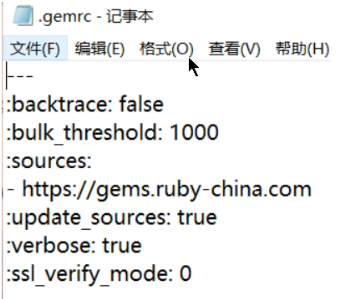 .gemrc - 记事本
文件(F) 编辑(E) 格式(O) 查看(V) 帮助(H)
---
:backtrace: false
:bulk_threshold: 1000
:sources:
- https://gems.ruby-china.com
:update_sources: true
:verbose: true
:ssl_verify_mode: 0